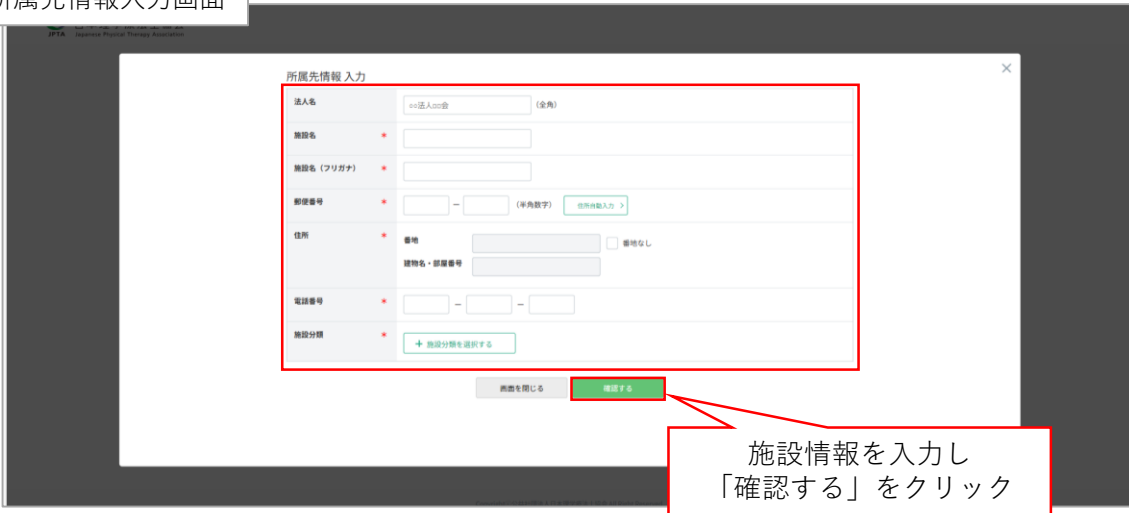 所属先情報入力画面
JPTA Japanese Physical Therapy Association
×
所属先情報 入力
法人名 ○○法人□□会 (全角)
施設名 *
施設名（フリガナ） *
郵便番号 * － (半角数字) 住所自動入力 >
住所 * 番地 番地なし
建物名・部屋番号
電話番号 * － －
施設分類 * + 施設分類を選択する
画面を閉じる 確認する
施設情報を入力し
「確認する」をクリック